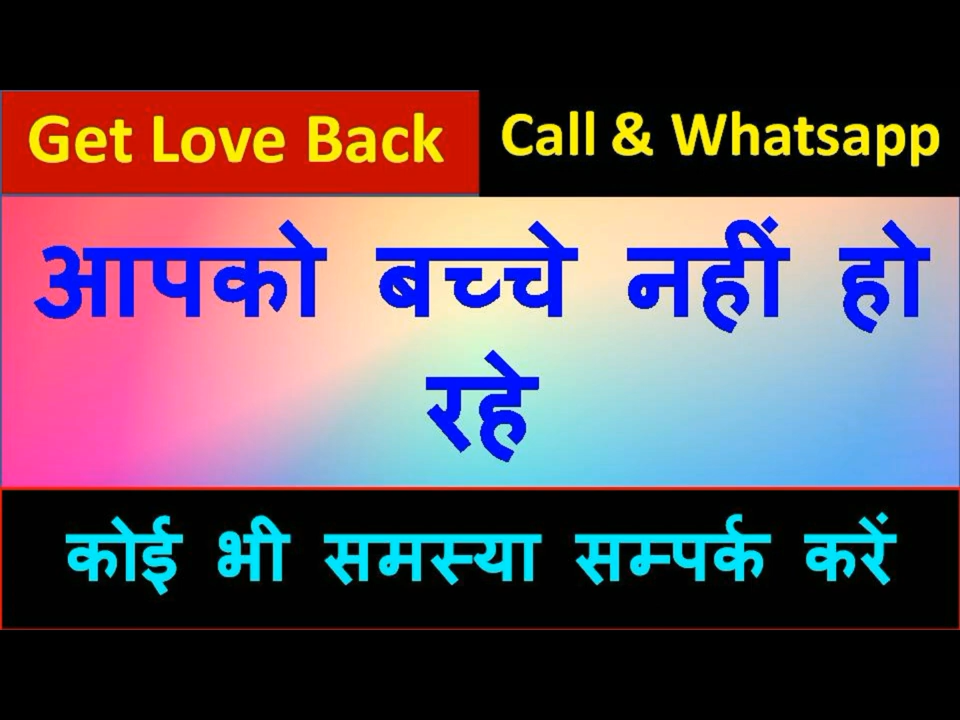 Get Love Back
Call & Whatsapp
आपको बच्चे नहीं हो
रहे
कोई भी समस्या सम्पर्क करें